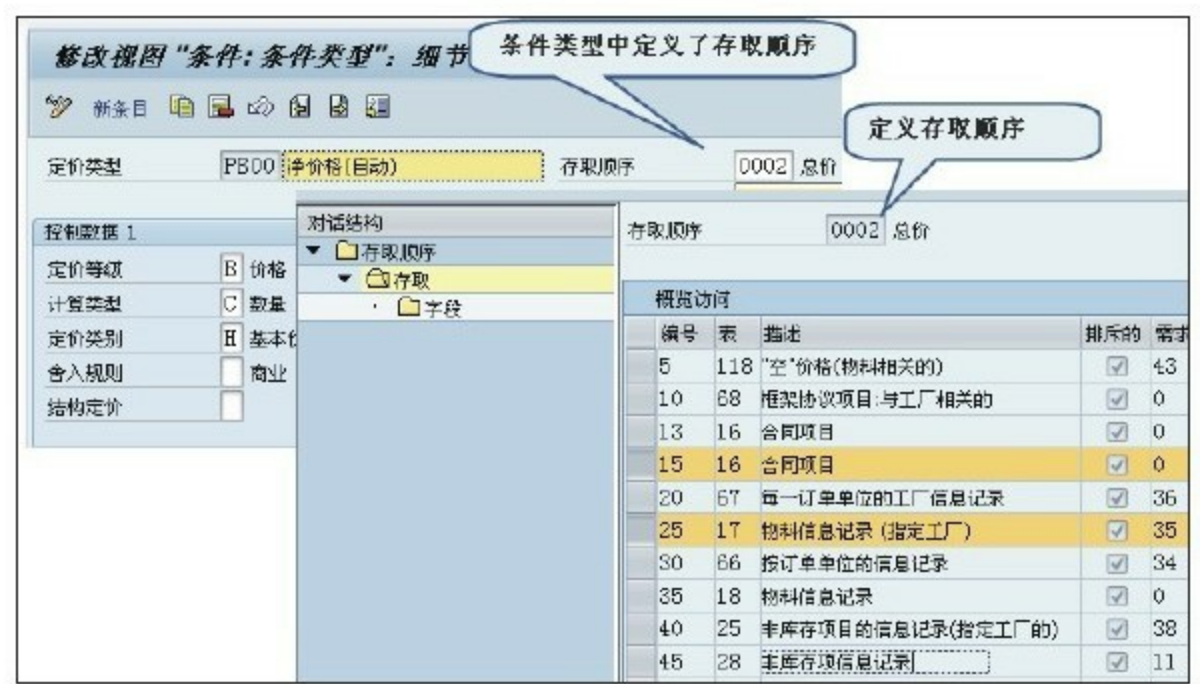 修改视图 "条件: 条件类型": 细节
条件类型中定义了存取顺序
新条目
定义存取顺序
定价类型 PB00 净价格(自动) 存取顺序 0002 总价
控制数据 1
定价等级 B 价格
计算类型 C 数量
定价类别 H 基本
舍入规则 商业
结构定价
对话结构
存取顺序
存取
字段
存取顺序 0002 总价
概览访问
编号 表 描述 排斥的 需求
5 118 "空"价格(物料相关的) 43
10 68 框架协议项目:与工厂相关的 0
13 16 合同项目 0
15 16 合同项目 0
20 67 每一订单单位的工厂信息记录 36
25 17 物料信息记录 (指定工厂) 35
30 66 按订单单位的信息记录 34
35 18 物料信息记录 0
40 25 非库存项目的信息记录(指定工厂的) 38
45 28 非库存项信息记录 11